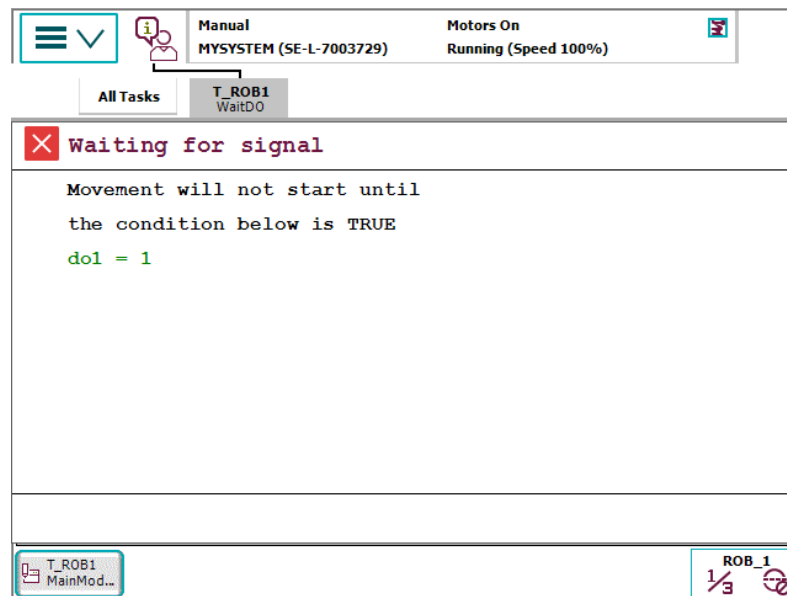 Manual
MYSYSTEM (SE-L-7003729)
Motors On
Running (Speed 100%)
All Tasks
T_ROB1
WaitDO
Waiting for signal
Movement will not start until
the condition below is TRUE
do1 = 1
T_ROB1
MainMod...
ROB_1
1/3